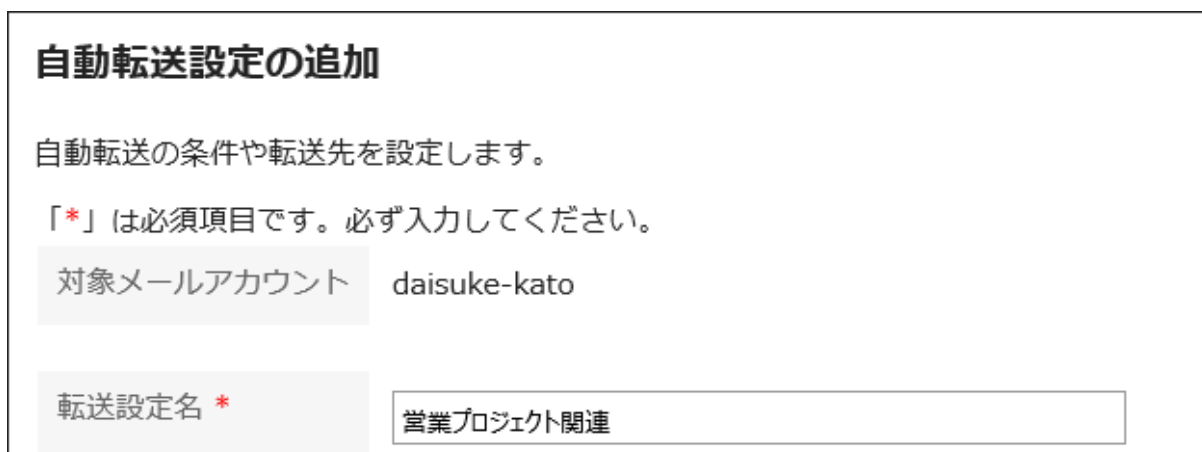 自動転送設定の追加
自動転送の条件や転送先を設定します。
「*」は必須項目です。必ず入力してください。
対象メールアカウント daisuke-kato
転送設定名 * 営業プロジェクト関連